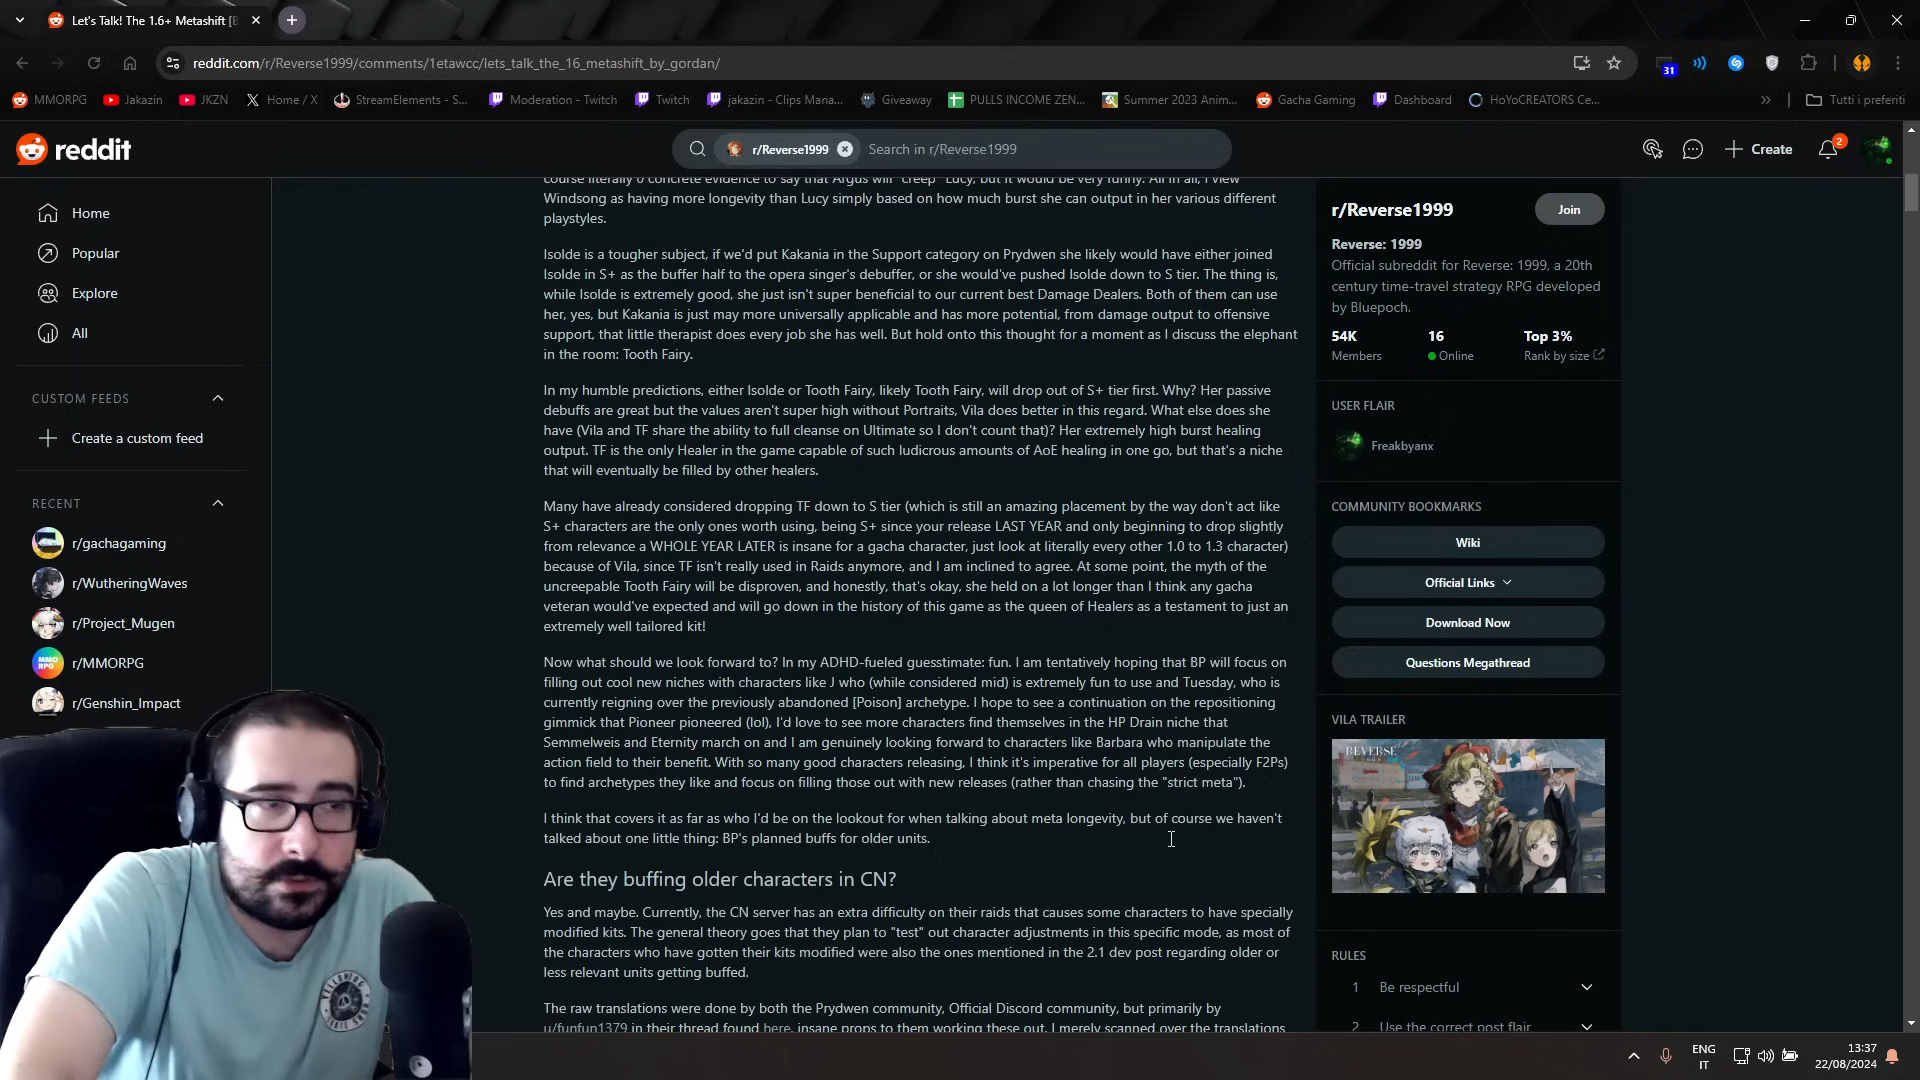 Let's Talk! The 1.6+ Metashift [B
reddit.com/r/Reverse1999/comments/1etawcc/lets_talk_the_16_metashift_by_gordan/
31
MMORPG
Jakazin
JKZN
Home / X
StreamElements - S...
Moderation - Twitch
Twitch
jakazin - Clips Mana...
Giveaway
PULLS INCOME ZEN...
Summer 2023 Anim...
Gacha Gaming
Dashboard
HoYoCREATORS Ce...
Tutti i preferiti
reddit
r/Reverse1999
Search in r/Reverse1999
Create
2
Home
Popular
Explore
All
CUSTOM FEEDS
Create a custom feed
RECENT
r/gachagaming
r/WutheringWaves
r/Project_Mugen
r/MMORPG
r/Genshin_Impact
course literally 0 concrete evidence to say that Argus will "creep" Lucy, but it would be very funny. All in all, I view
Windsong as having more longevity than Lucy simply based on how much burst she can output in her various different
playstyles.
Isolde is a tougher subject, if we'd put Kakania in the Support category on Prydwen she likely would have either joined
Isolde in S+ as the buffer half to the opera singer's debuffer, or she would've pushed Isolde down to S tier. The thing is,
while Isolde is extremely good, she just isn't super beneficial to our current best Damage Dealers. Both of them can use
her, yes, but Kakania is just may more universally applicable and has more potential, from damage output to offensive
support, that little therapist does every job she has well. But hold onto this thought for a moment as I discuss the elephant
in the room: Tooth Fairy.
In my humble predictions, either Isolde or Tooth Fairy, likely Tooth Fairy, will drop out of S+ tier first. Why? Her passive
debuffs are great but the values aren't super high without Portraits, Vila does better in this regard. What else does she
have (Vila and TF share the ability to full cleanse on Ultimate so I don't count that)? Her extremely high burst healing
output. TF is the only Healer in the game capable of such ludicrous amounts of AoE healing in one go, but that's a niche
that will eventually be filled by other healers.
Many have already considered dropping TF down to S tier (which is still an amazing placement by the way don't act like
S+ characters are the only ones worth using, being S+ since your release LAST YEAR and only beginning to drop slightly
from relevance a WHOLE YEAR LATER is insane for a gacha character, just look at literally every other 1.0 to 1.3 character)
because of Vila, since TF isn't really used in Raids anymore, and I am inclined to agree. At some point, the myth of the
uncreepable Tooth Fairy will be disproven, and honestly, that's okay, she held on a lot longer than I think any gacha
veteran would've expected and will go down in the history of this game as the queen of Healers as a testament to just an
extremely well tailored kit!
Now what should we look forward to? In my ADHD-fueled guesstimate: fun. I am tentatively hoping that BP will focus on
filling out cool new niches with characters like J who (while considered mid) is extremely fun to use and Tuesday, who is
currently reigning over the previously abandoned [Poison] archetype. I hope to see a continuation on the repositioning
gimmick that Pioneer pioneered (lol), I'd love to see more characters find themselves in the HP Drain niche that
Semmelweis and Eternity march on and I am genuinely looking forward to characters like Barbara who manipulate the
action field to their benefit. With so many good characters releasing, I think it's imperative for all players (especially F2Ps)
to find archetypes they like and focus on filling those out with new releases (rather than chasing the "strict meta").
I think that covers it as far as who I'd be on the lookout for when talking about meta longevity, but of course we haven't
talked about one little thing: BP's planned buffs for older units.
Are they buffing older characters in CN?
Yes and maybe. Currently, the CN server has an extra difficulty on their raids that causes some characters to have specially
modified kits. The general theory goes that they plan to "test" out character adjustments in this specific mode, as most of
the characters who have gotten their kits modified were also the ones mentioned in the 2.1 dev post regarding older or
less relevant units getting buffed.
The raw translations were done by both the Prydwen community, Official Discord community, but primarily by
u/funfun1379 in their thread found here, insane props to them working these out. I merely scanned over the translations
r/Reverse1999
Join
Reverse: 1999
Official subreddit for Reverse: 1999, a 20th
century time-travel strategy RPG developed
by Bluepoch.
54K
16
Top 3%
Members
Online
Rank by size
USER FLAIR
Freakbyanx
COMMUNITY BOOKMARKS
Wiki
Official Links
Download Now
Questions Megathread
VILA TRAILER
REVERSE
RULES
1 Be respectful
2 Use the correct post flair
ENG
IT
13:37
22/08/2024